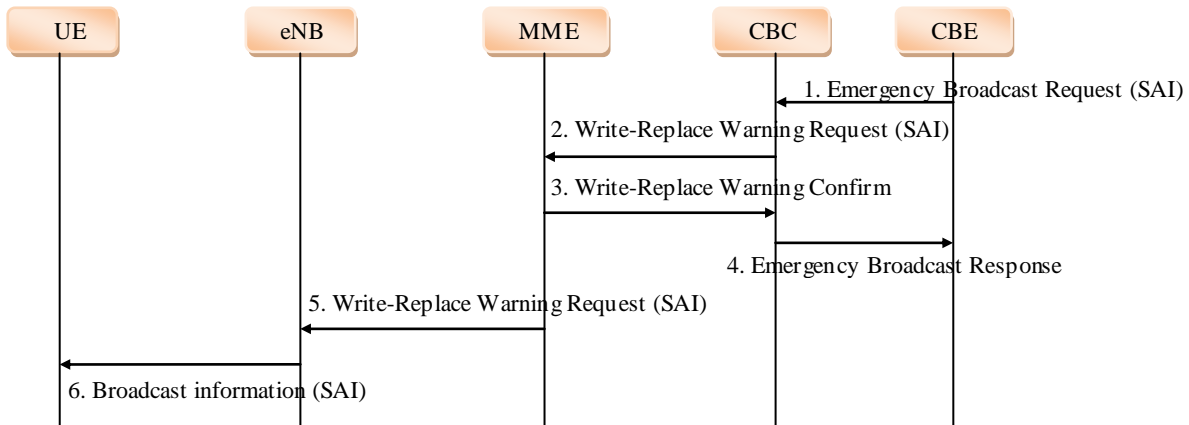 UE
eNB
MME
CBC
CBE
1. Emergency Broadcast Request (SAI)
2. Write-Replace Warning Request (SAI)
3. Write-Replace Warning Confirm
4. Emergency Broadcast Response
5. Write-Replace Warning Request (SAI)
6. Broadcast information (SAI)